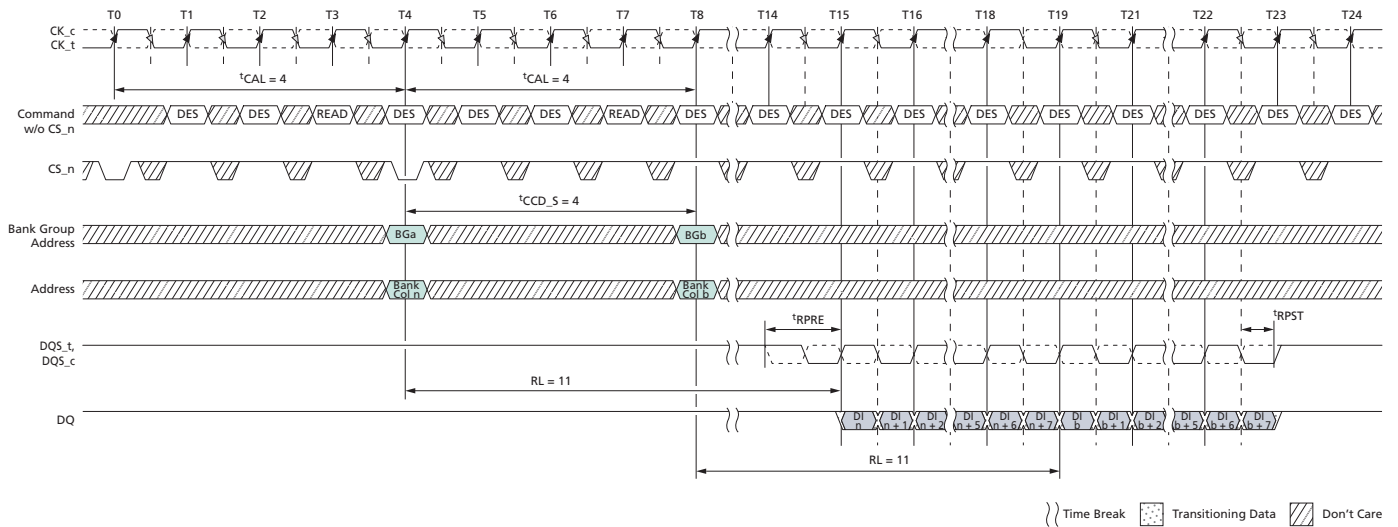 T0 T1 T2 T3 T4 T5 T6 T7 T8 T14 T15 T16 T18 T19 T21 T22 T23 T24
CK_c
CK_t
tCAL = 4 tCAL = 4
Command
w/o CS_n
DES DES READ DES DES DES READ DES DES DES DES DES DES DES DES DES DES
CS_n
tCCD_S = 4
Bank Group
Address
BGa BGb
Address
Bank
Col n
Bank
Col b
tRPRE tRPST
DQS_t,
DQS_c
RL = 11
DQ
DI
n
DI
n + 1
DI
n + 2
DI
n + 5
DI
n + 6
DI
n + 7
DI
b
DI
b + 1
DI
b + 2
DI
b + 5
DI
b + 6
DI
b + 7
RL = 11
Time Break Transitioning Data Don't Care